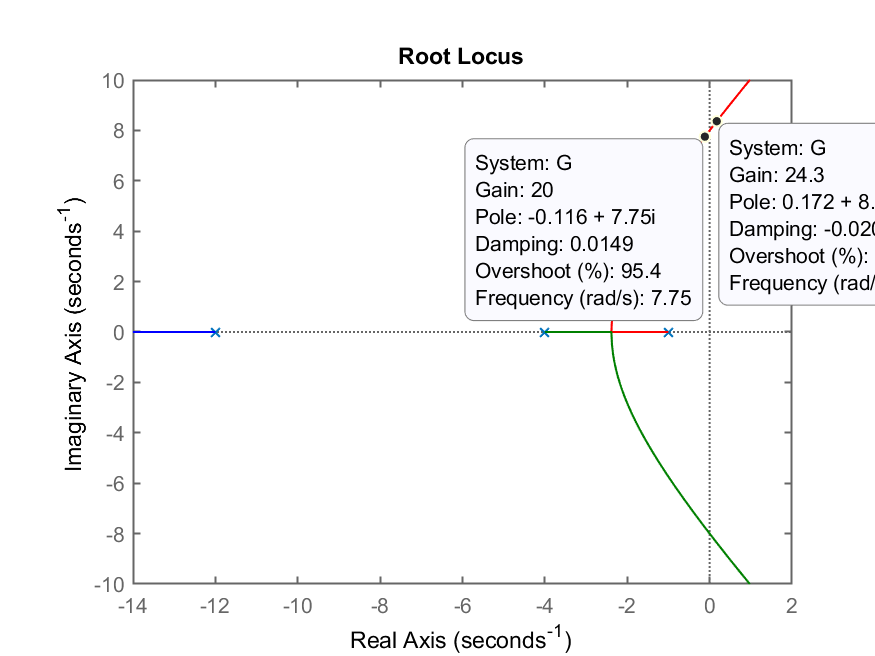 Root Locus
10
8
6
4
2
0
-2
-4
-6
-8
-10
Imaginary Axis (seconds⁻¹)
System: G
Gain: 20
Pole: -0.116 + 7.75i
Damping: 0.0149
Overshoot (%): 95.4
Frequency (rad/s): 7.75
System: G
Gain: 24.3
Pole: 0.172 + 8.
Damping: -0.020
Overshoot (%):
Frequency (rad/s)
-14 -12 -10 -8 -6 -4 -2 0 2
Real Axis (seconds⁻¹)